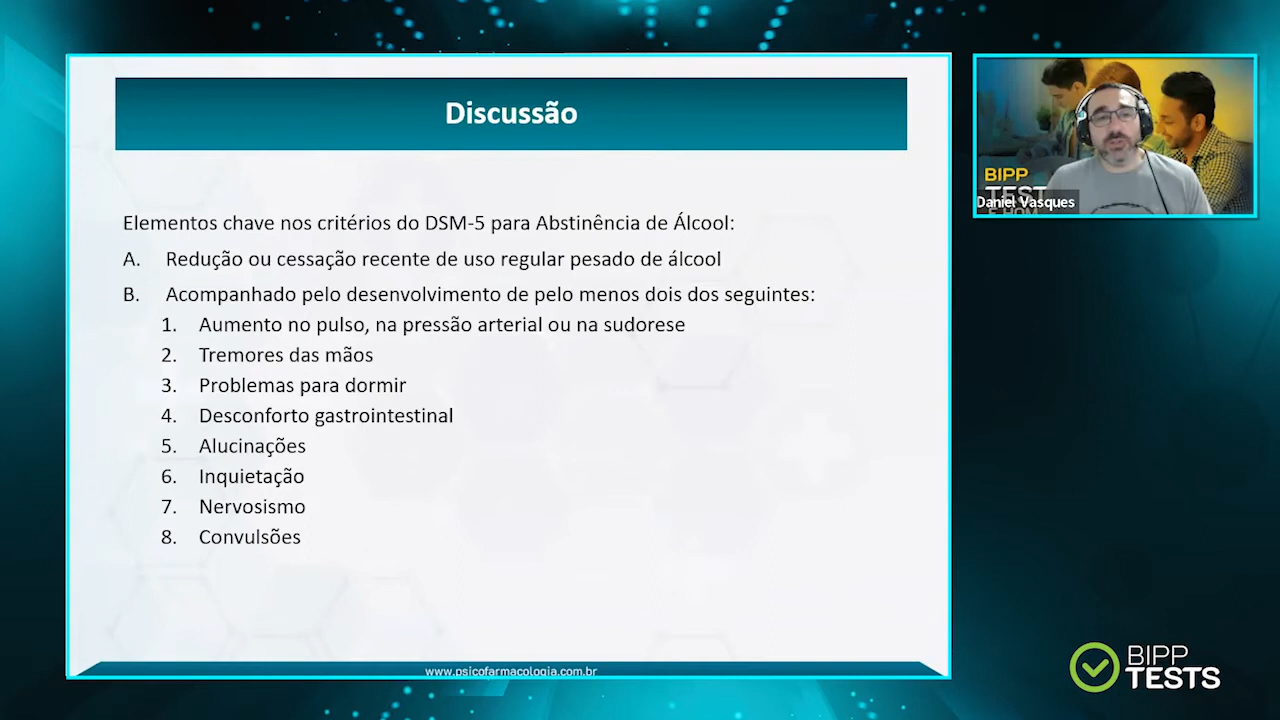 Discussão
Elementos chave nos critérios do DSM-5 para Abstinência de Álcool:
A. Redução ou cessação recente de uso regular pesado de álcool
B. Acompanhado pelo desenvolvimento de pelo menos dois dos seguintes:
1. Aumento no pulso, na pressão arterial ou na sudorese
2. Tremores das mãos
3. Problemas para dormir
4. Desconforto gastrointestinal
5. Alucinações
6. Inquietação
7. Nervosismo
8. Convulsões
www.psicofarmacologia.com.br
BIPP
TEST
Daniel Vasques
BIPP
TESTS